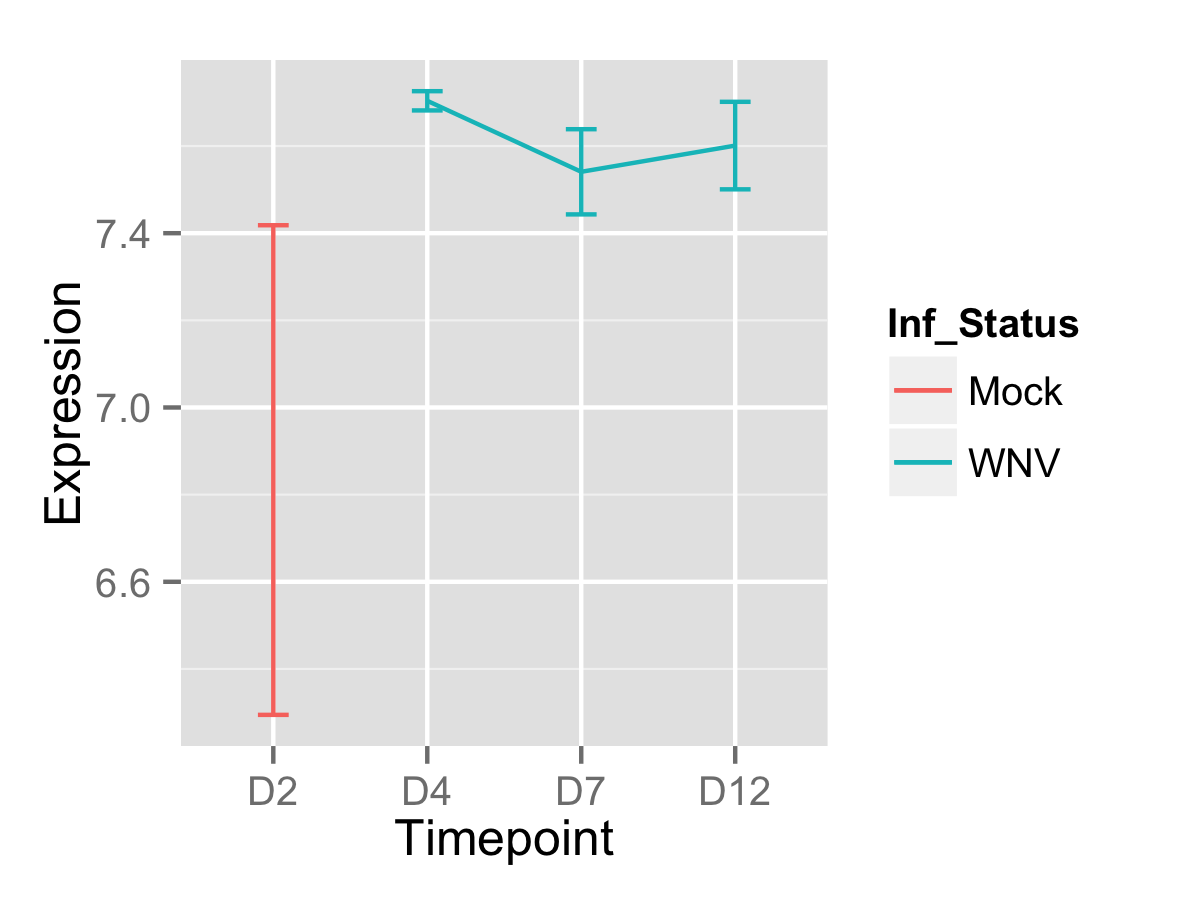 Expression
7.4
7.0
6.6
D2 D4 D7 D12
Timepoint
Inf_Status
Mock
WNV